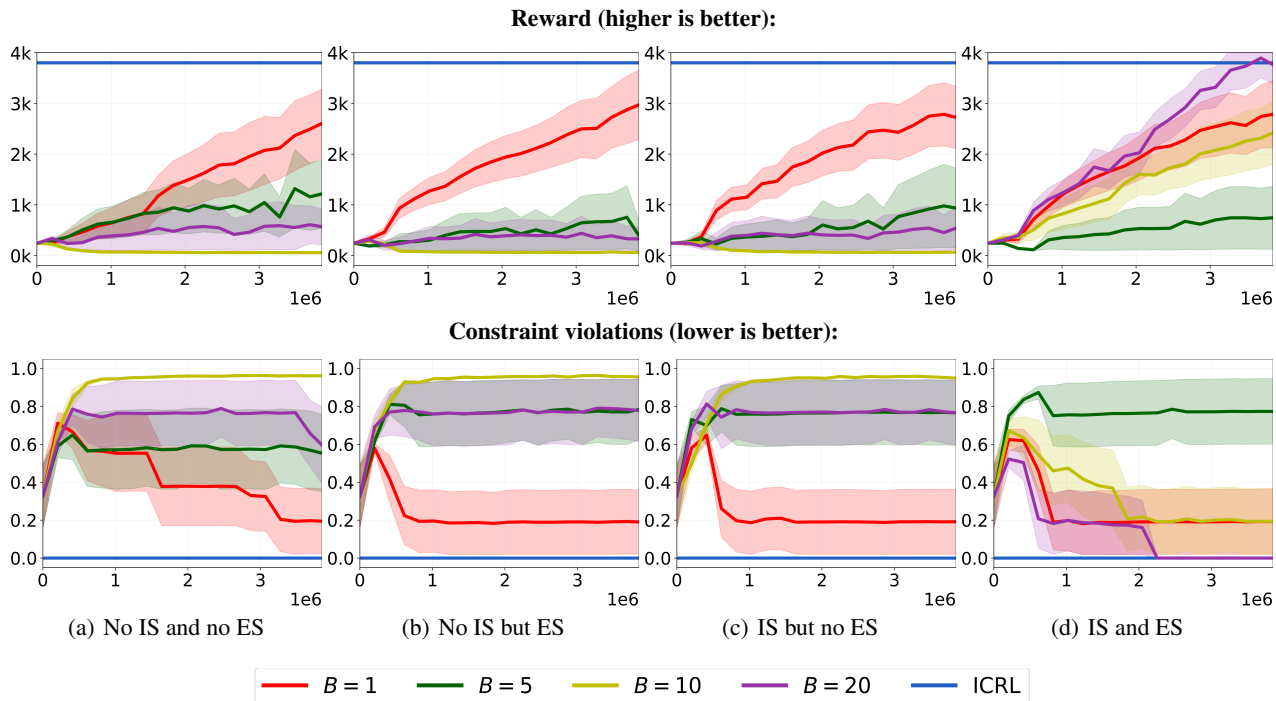 Reward (higher is better):
4k 4k 4k 4k
3k 3k 3k 3k
2k 2k 2k 2k
1k 1k 1k 1k
0k 0k 0k 0k
0 1 2 3 0 1 2 3 0 1 2 3 0 1 2 3
1e6 1e6 1e6 1e6
Constraint violations (lower is better):
1.0 1.0 1.0 1.0
0.8 0.8 0.8 0.8
0.6 0.6 0.6 0.6
0.4 0.4 0.4 0.4
0.2 0.2 0.2 0.2
0.0 0.0 0.0 0.0
0 1 2 3 0 1 2 3 0 1 2 3 0 1 2 3
1e6 1e6 1e6 1e6
(a) No IS and no ES (b) No IS but ES (c) IS but no ES (d) IS and ES
B = 1 B = 5 B = 10 B = 20 ICRL